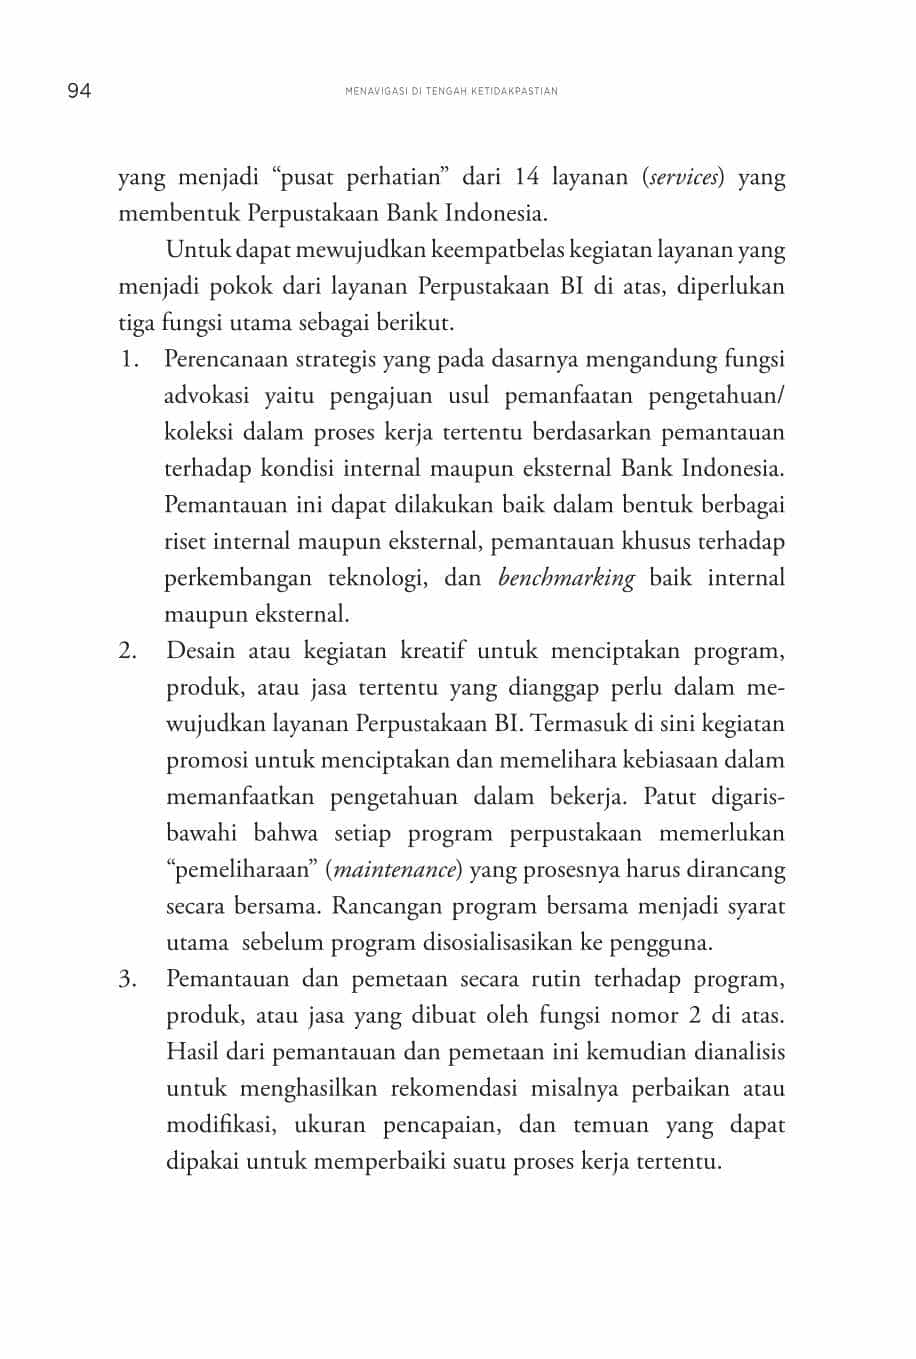 94
MENAVIGASI DI TENGAH KETIDAKPASTIAN
yang menjadi “pusat perhatian” dari 14 layanan (services) yang
membentuk Perpustakaan Bank Indonesia.
Untuk dapat mewujudkan keempatbelas kegiatan layanan yang
menjadi pokok dari layanan Perpustakaan BI di atas, diperlukan
tiga fungsi utama sebagai berikut.
1. Perencanaan strategis yang pada dasarnya mengandung fungsi
advokasi yaitu pengajuan usul pemanfaatan pengetahuan/
koleksi dalam proses kerja tertentu berdasarkan pemantauan
terhadap kondisi internal maupun eksternal Bank Indonesia.
Pemantauan ini dapat dilakukan baik dalam bentuk berbagai
riset internal maupun eksternal, pemantauan khusus terhadap
perkembangan teknologi, dan benchmarking baik internal
maupun eksternal.
2. Desain atau kegiatan kreatif untuk menciptakan program,
produk, atau jasa tertentu yang dianggap perlu dalam me-
wujudkan layanan Perpustakaan BI. Termasuk di sini kegiatan
promosi untuk menciptakan dan memelihara kebiasaan dalam
memanfaatkan pengetahuan dalam bekerja. Patut digaris-
bawahi bahwa setiap program perpustakaan memerlukan
“pemeliharaan” (maintenance) yang prosesnya harus dirancang
secara bersama. Rancangan program bersama menjadi syarat
utama sebelum program disosialisasikan ke pengguna.
3. Pemantauan dan pemetaan secara rutin terhadap program,
produk, atau jasa yang dibuat oleh fungsi nomor 2 di atas.
Hasil dari pemantauan dan pemetaan ini kemudian dianalisis
untuk menghasilkan rekomendasi misalnya perbaikan atau
modifikasi, ukuran pencapaian, dan temuan yang dapat
dipakai untuk memperbaiki suatu proses kerja tertentu.